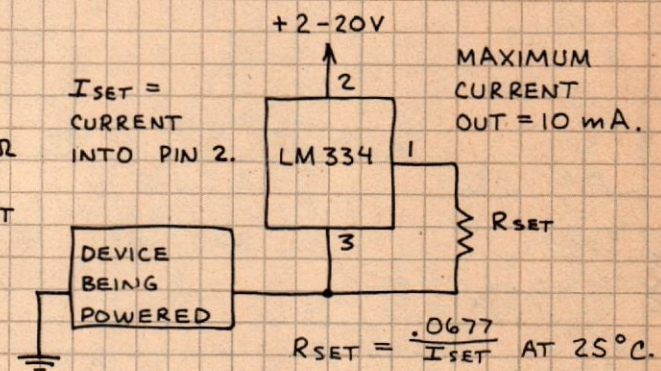 +2-20V
2
MAXIMUM
CURRENT
OUT = 10 mA.
ISET =
CURRENT
INTO PIN 2.
Ω
LM334
1
T
RSET
3
DEVICE
BEING
POWERED
RSET = .0677 / ISET AT 25°C.